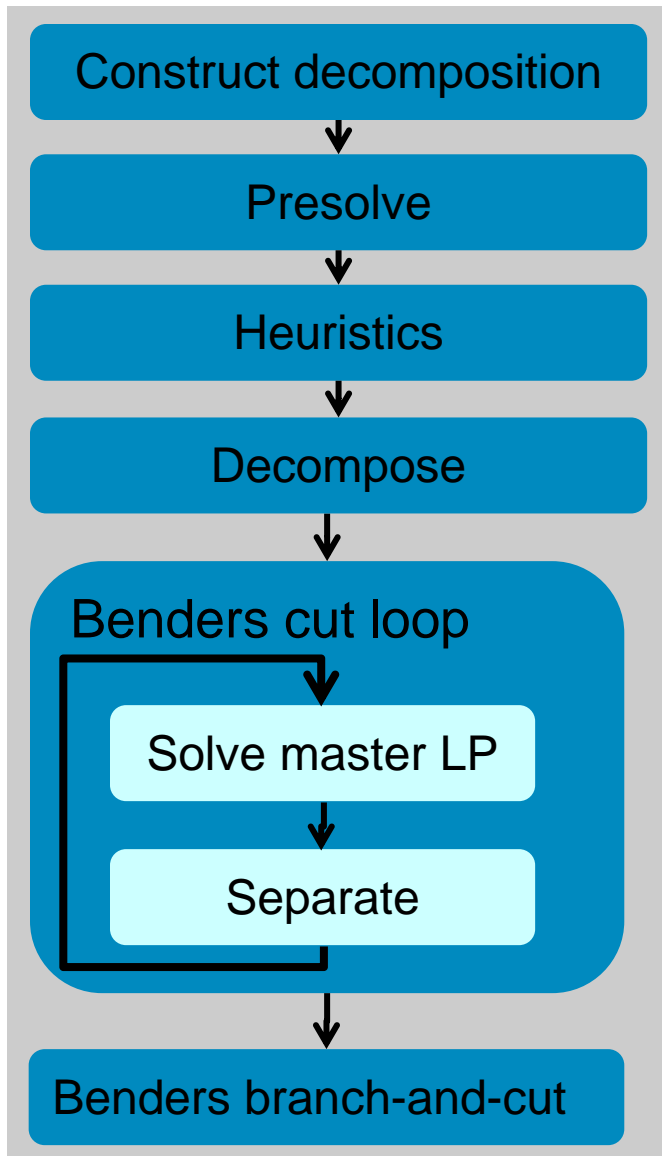 Construct decomposition
Presolve
Heuristics
Decompose
Benders cut loop
Solve master LP
Separate
Benders branch-and-cut